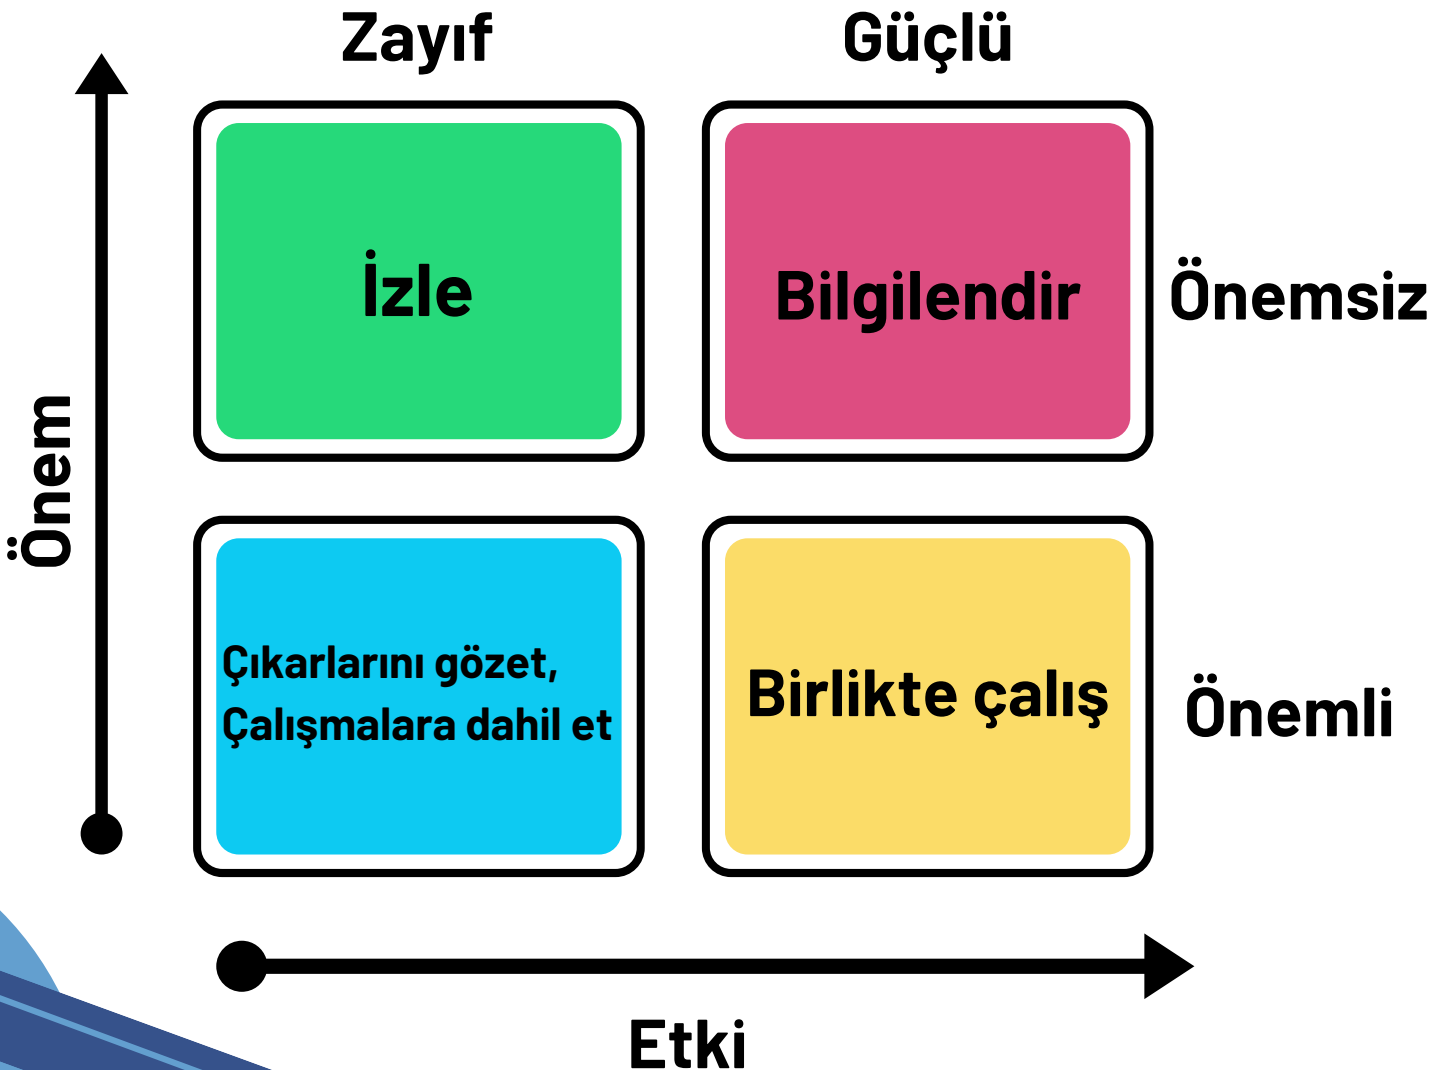 Zayıf
Güçlü
İzle
Bilgilendir
Önemsiz
Önem
Çıkarlarını gözet,
Çalışmalara dahil et
Birlikte çalış
Önemli
Etki